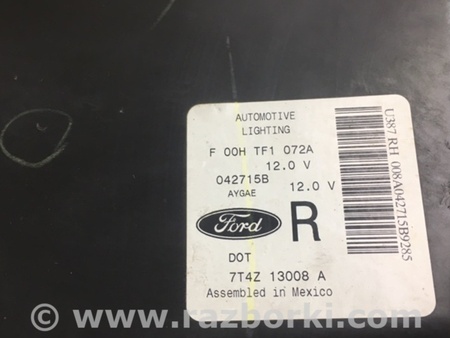 AUTOMOTIVE
LIGHTING
F 00H TF1 072A
12.0 V
042715B
12.0 V
AYGAE
Ford
R
DOT
7T4Z 13008 A
Assembled in Mexico
U387 RH 008A042715B9285
www.razborki.com